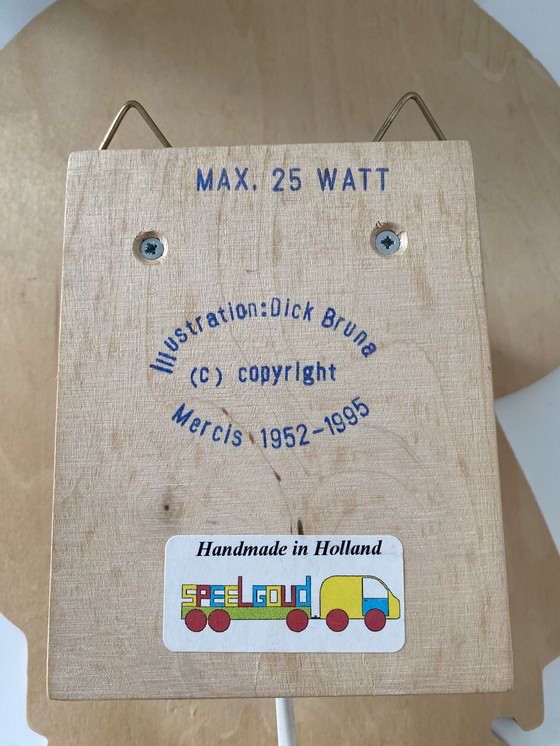 MAX. 25 WATT
Illustration:Dick Bruna
(c) copyright
Mercis 1952-1995
Handmade in Holland
SPEELGOUd